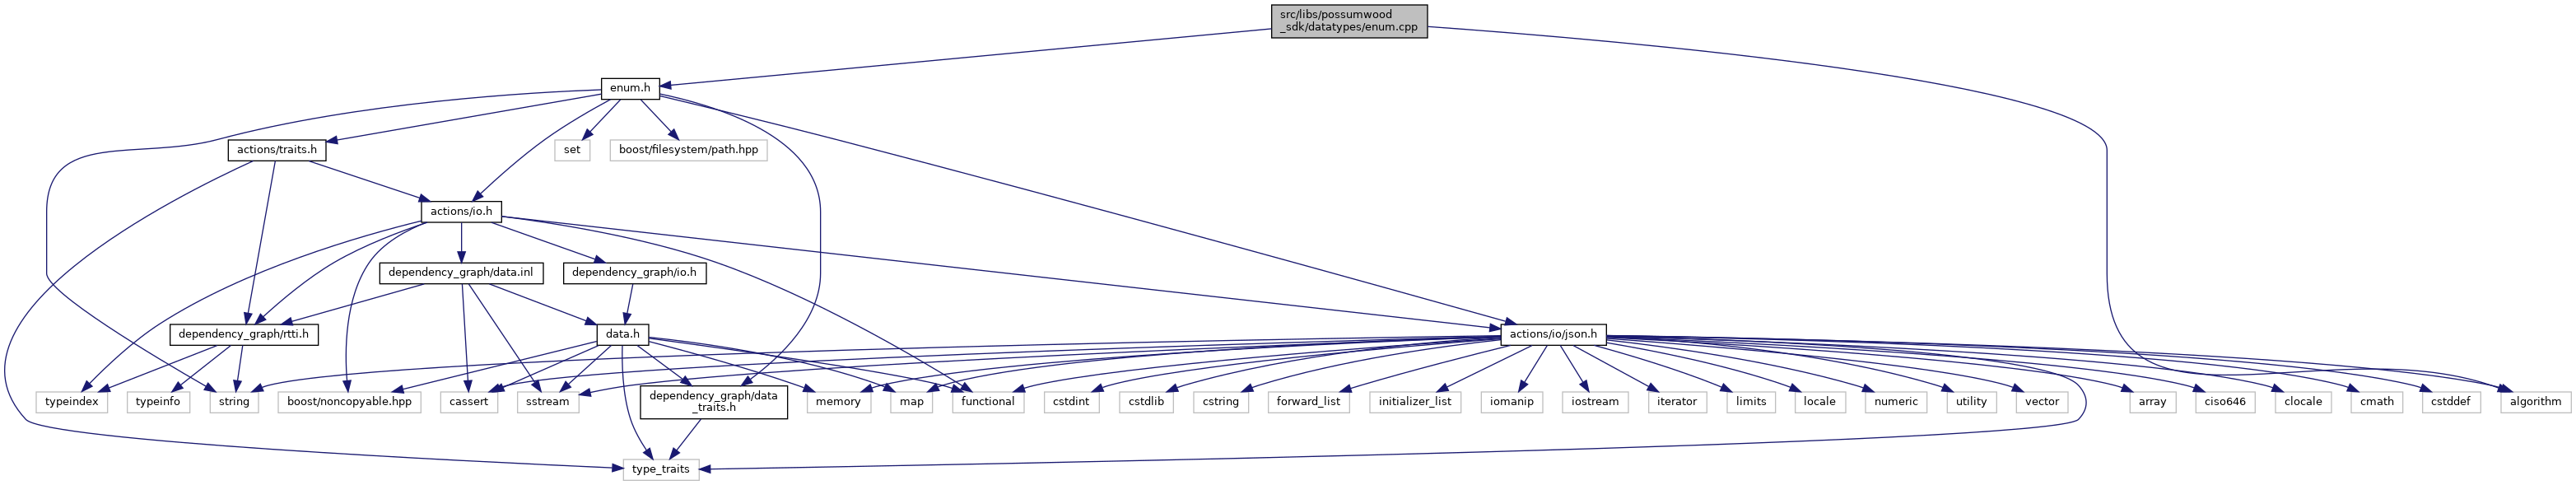 src/libs/possumwood
_sdk/datatypes/enum.cpp
enum.h
actions/traits.h
set
boost/filesystem/path.hpp
actions/io.h
dependency_graph/data.inl
dependency_graph/io.h
dependency_graph/rtti.h
data.h
actions/io/json.h
typeindex
typeinfo
string
boost/noncopyable.hpp
cassert
sstream
dependency_graph/data
_traits.h
memory
map
functional
cstdint
cstdlib
cstring
forward_list
initializer_list
iomanip
iostream
iterator
limits
locale
numeric
utility
vector
array
ciso646
clocale
cmath
cstddef
algorithm
type_traits